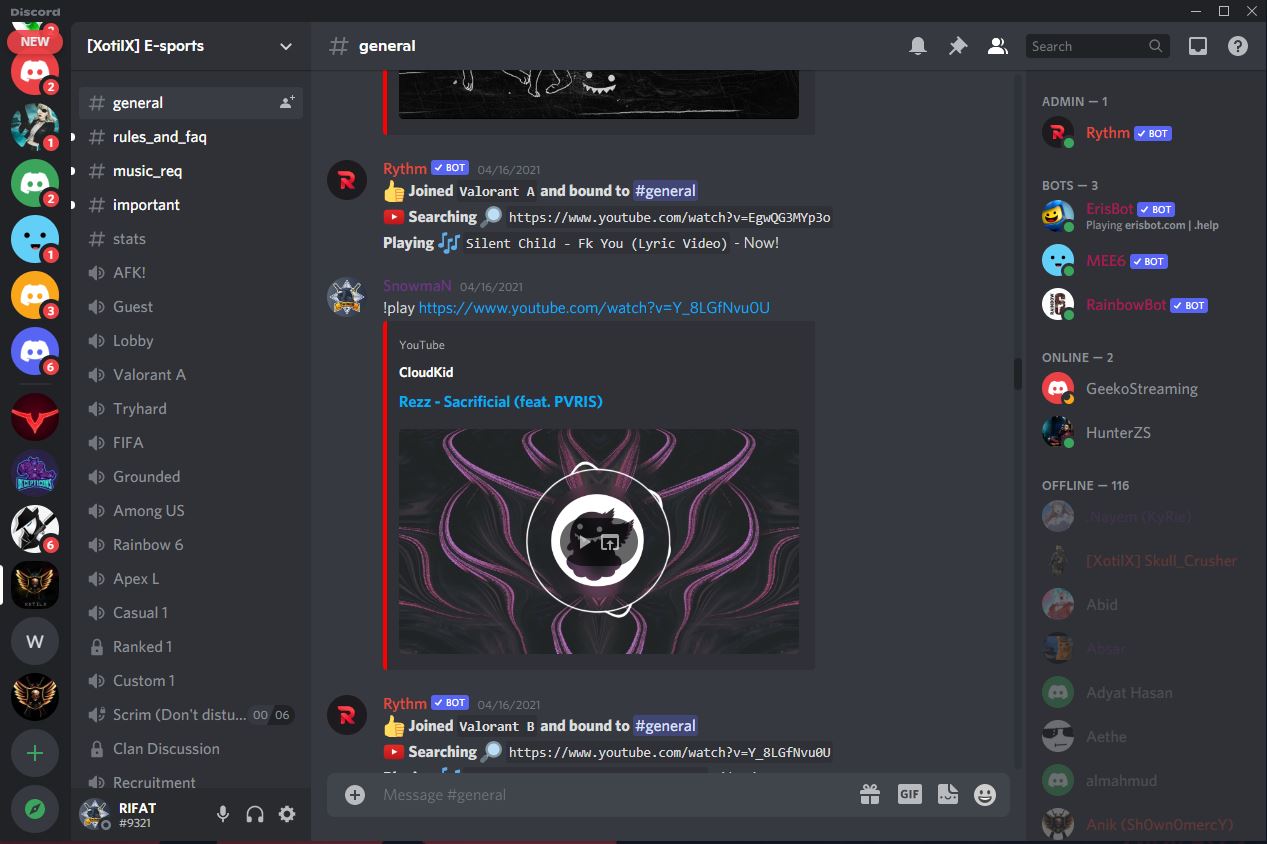 Discord
NEW
2
2
1
2
1
3
6
6
XOTILX
W
[XotilX] E-sports
general
rules_and_faq
music_req
important
stats
AFK!
Guest
Lobby
Valorant A
Tryhard
FIFA
Grounded
Among US
Rainbow 6
Apex L
Casual 1
Ranked 1
Custom 1
Scrim (Don't distu... 00 06
Clan Discussion
Recruitment
RIFAT
#9321
general
Search
Rythm BOT 04/16/2021
Joined Valorant A and bound to #general
Searching https://www.youtube.com/watch?v=EgwQG3MYp3o
Playing Silent Child - Fk You (Lyric Video) - Now!
SnowmaN 04/16/2021
!play https://www.youtube.com/watch?v=Y_8LGfNvu0U
YouTube
CloudKid
Rezz - Sacrificial (feat. PVRIS)
Rythm BOT 04/16/2021
Joined Valorant B and bound to #general
Searching https://www.youtube.com/watch?v=Y_8LGfNvu0U
Message #general
GIF
ADMIN — 1
Rythm BOT
BOTS — 3
ErisBot BOT
Playing erisbot.com | .help
MEE6 BOT
RainbowBot BOT
ONLINE — 2
GeekoStreaming
HunterZS
OFFLINE — 116
.Nayem (KyRie)
[XotilX] Skull_Crusher
Abid
Absar
Adyat Hasan
Aethe
almahmud
Anik (Sh0wn0mercY)